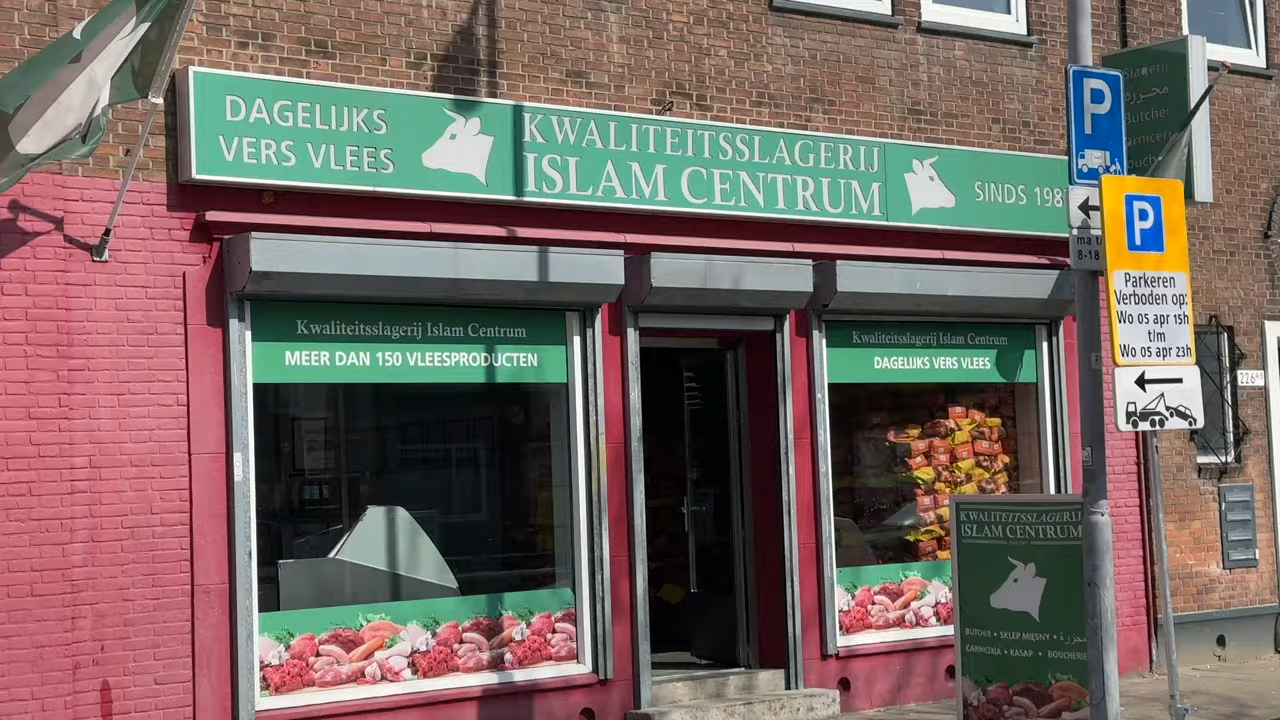 DAGELIJKS
VERS VLEES
KWALITEITSSLAGERIJ
ISLAM CENTRUM
SINDS 198
Slagerij
مجزرة
Butcher
P
ma t/
8-18
P
Parkeren
Verboden op:
Wo 05 apr 15h
t/m
Wo 05 apr 23h
226
Kwaliteitsslagerij Islam Centrum
MEER DAN 150 VLEESPRODUCTEN
Kwaliteitsslagerij Islam Centrum
DAGELIJKS VERS VLEES
KWALITEITSSLAGERIJ
ISLAM CENTRUM
BUTCHER • SKLEP MIĘSNY • مجزرة
CARNICERIA • KASAP • BOUCHERIE